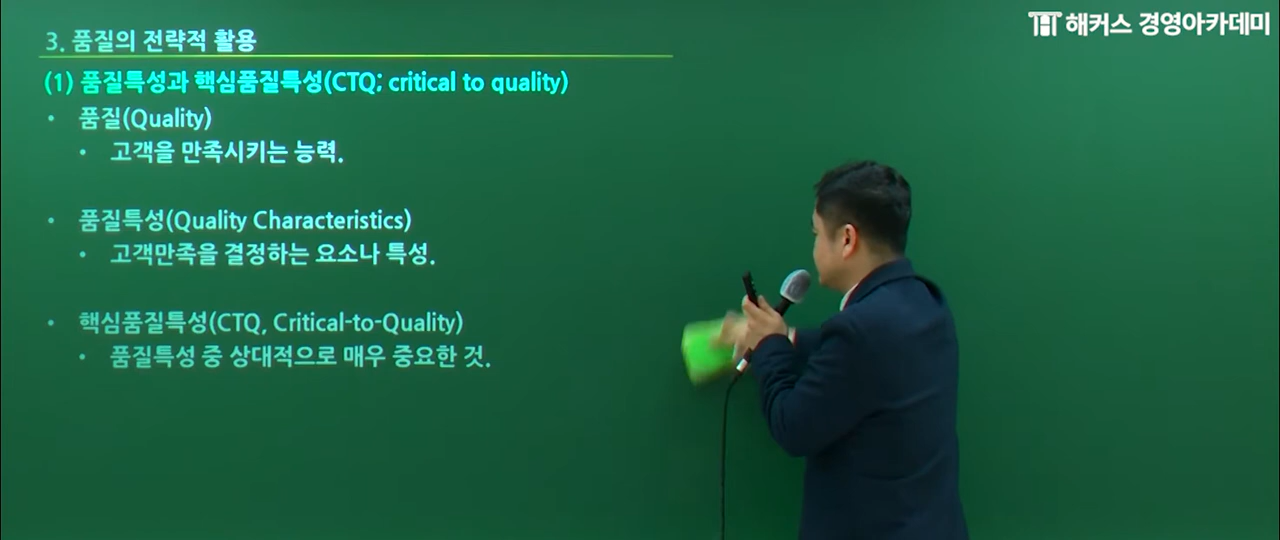 해커스 경영아카데미
3. 품질의 전략적 활용
(1) 품질특성과 핵심품질특성(CTQ; critical to quality)
• 품질(Quality)
• 고객을 만족시키는 능력.
• 품질특성(Quality Characteristics)
• 고객만족을 결정하는 요소나 특성.
• 핵심품질특성(CTQ, Critical-to-Quality)
• 품질특성 중 상대적으로 매우 중요한 것.